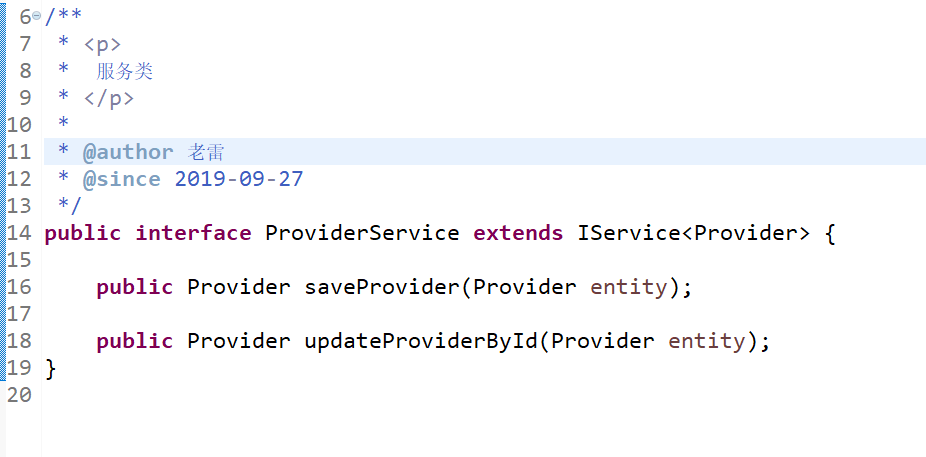 6 /**
7  * <p>
8  *  服务类
9  * </p>
10  *
11  * @author 老雷
12  * @since 2019-09-27
13  */
14 public interface ProviderService extends IService<Provider> {
15
16     public Provider saveProvider(Provider entity);
17
18     public Provider updateProviderById(Provider entity);
19 }
20